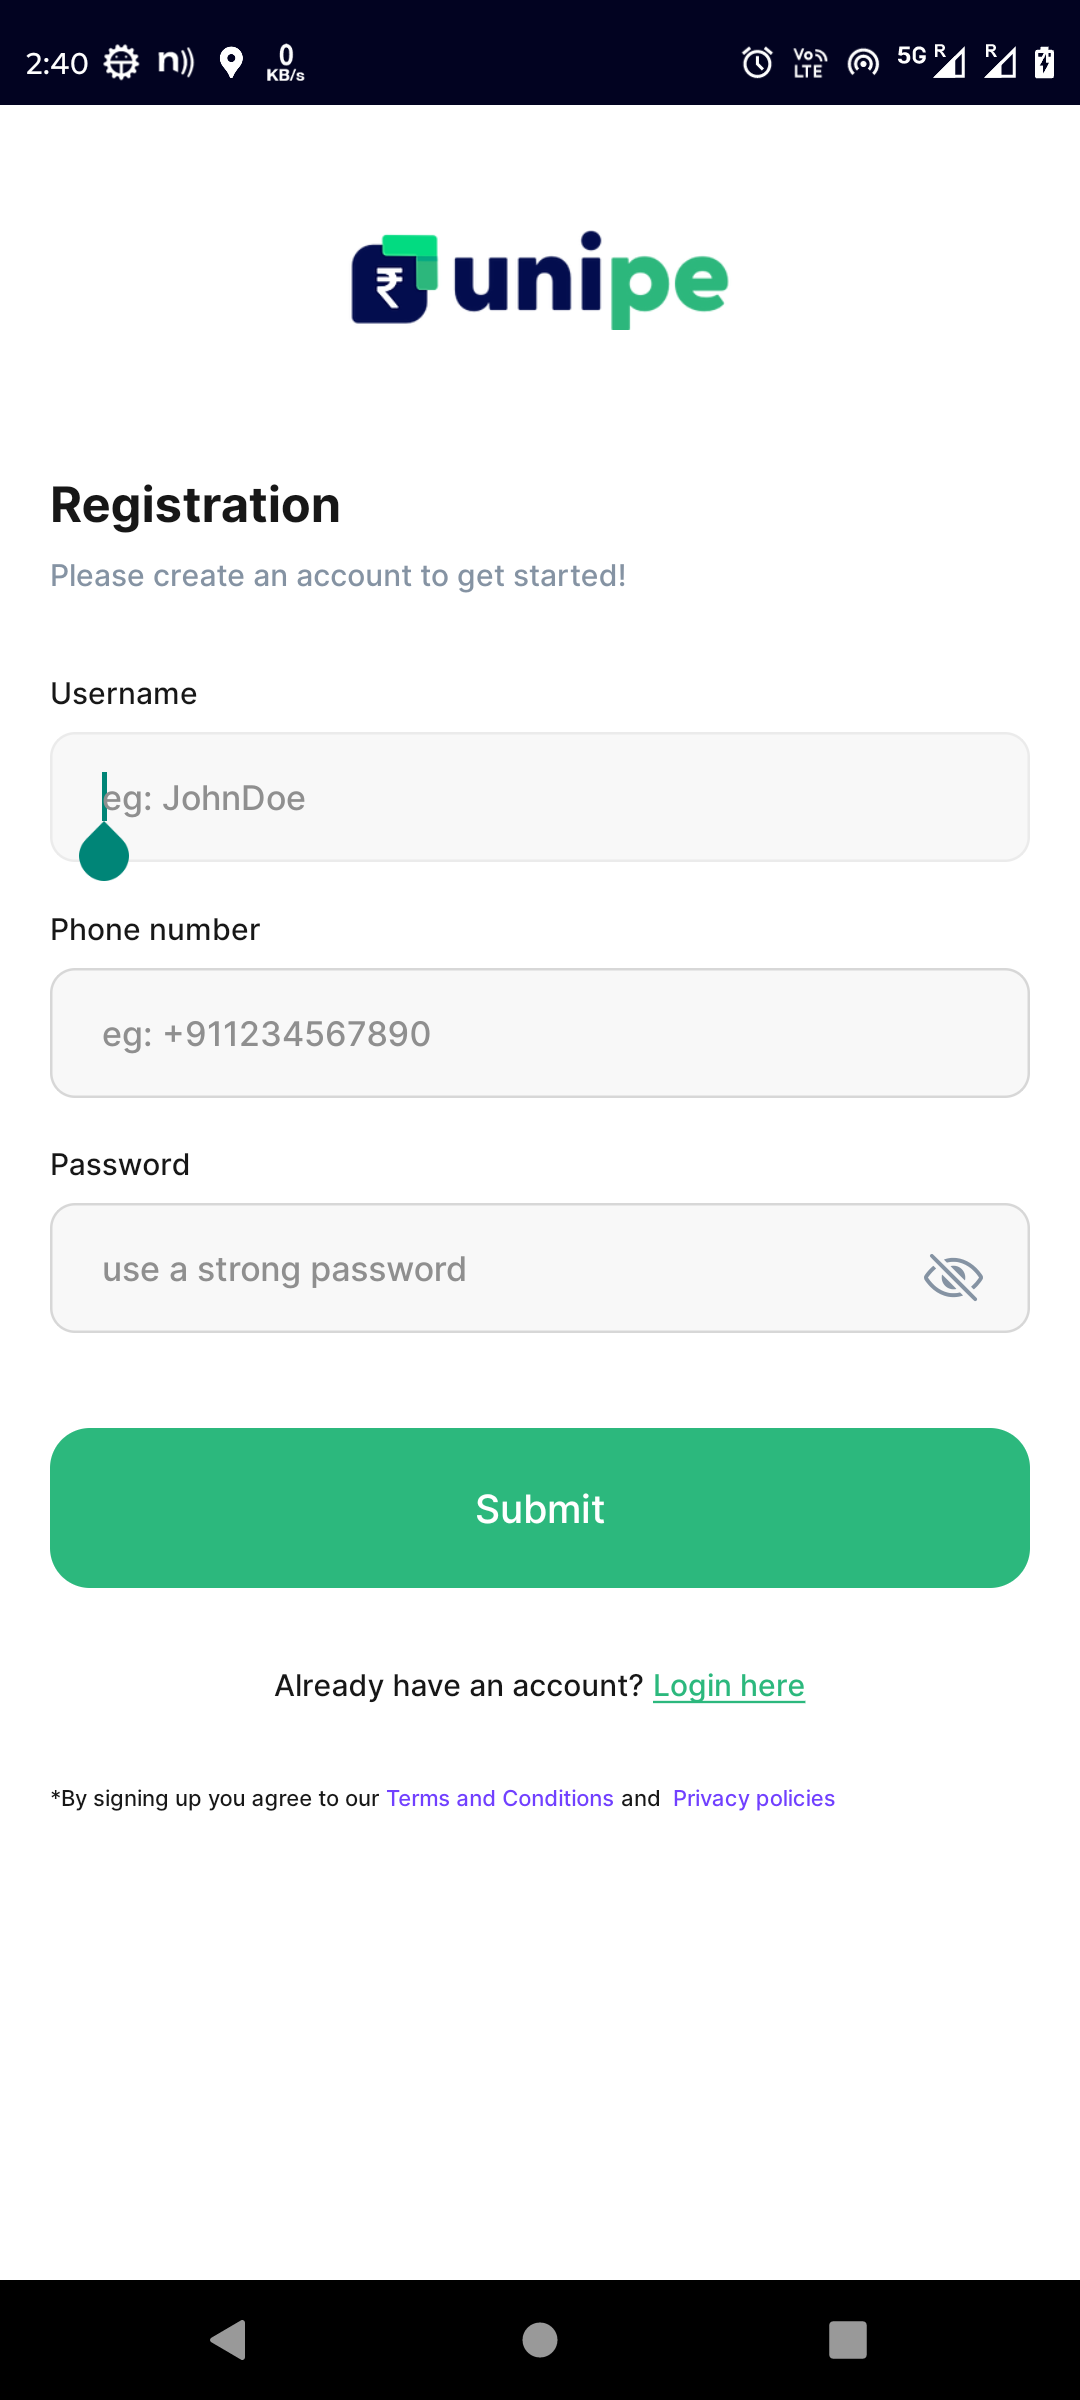 2:40 n)) 0 KB/s Vo)) LTE 5G R R
₹ unipe
Registration
Please create an account to get started!
Username
eg: JohnDoe
Phone number
eg: +911234567890
Password
use a strong password
Submit
Already have an account? Login here
*By signing up you agree to our Terms and Conditions and Privacy policies